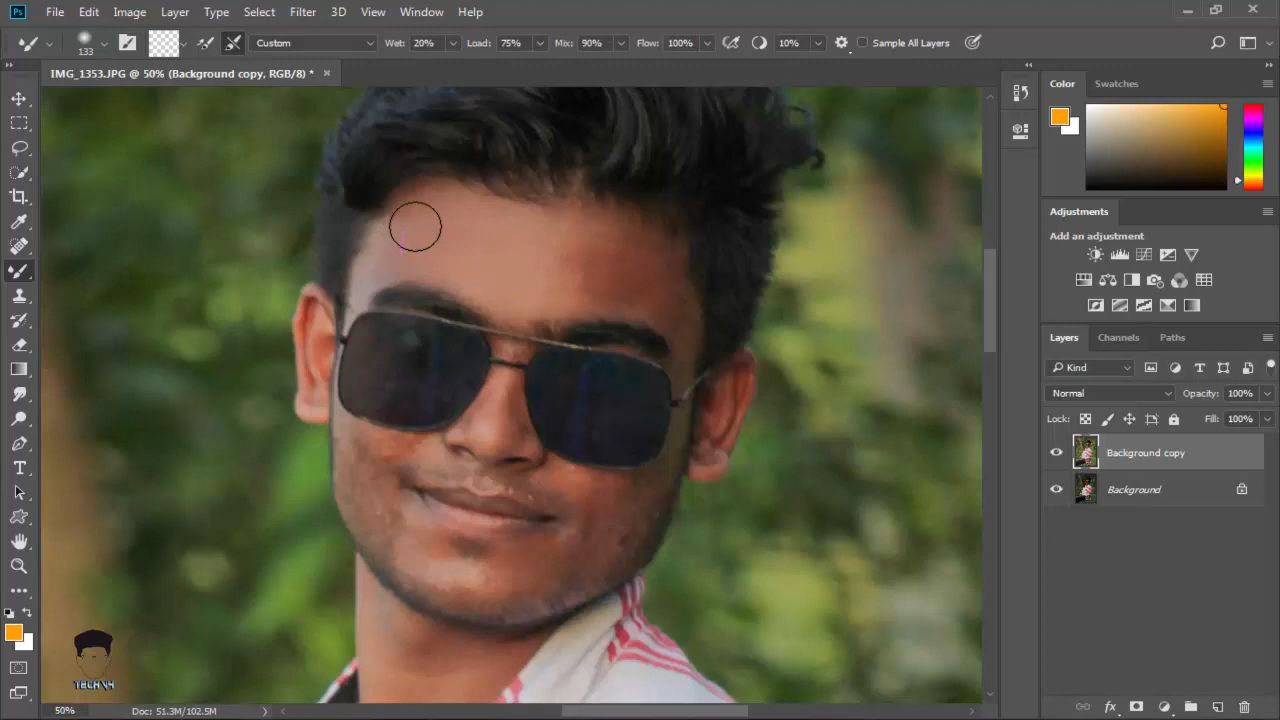 Ps File Edit Image Layer Type Select Filter 3D View Window Help
133 Custom Wet: 20% Load: 75% Mix: 90% Flow: 100% 10% Sample All Layers
IMG_1353.JPG @ 50% (Background copy, RGB/8) *
Color Swatches
Adjustments
Add an adjustment
Layers Channels Paths
Kind
Normal Opacity: 100%
Lock: Fill: 100%
Background copy
Background
50% Doc: 51.3M/102.5M